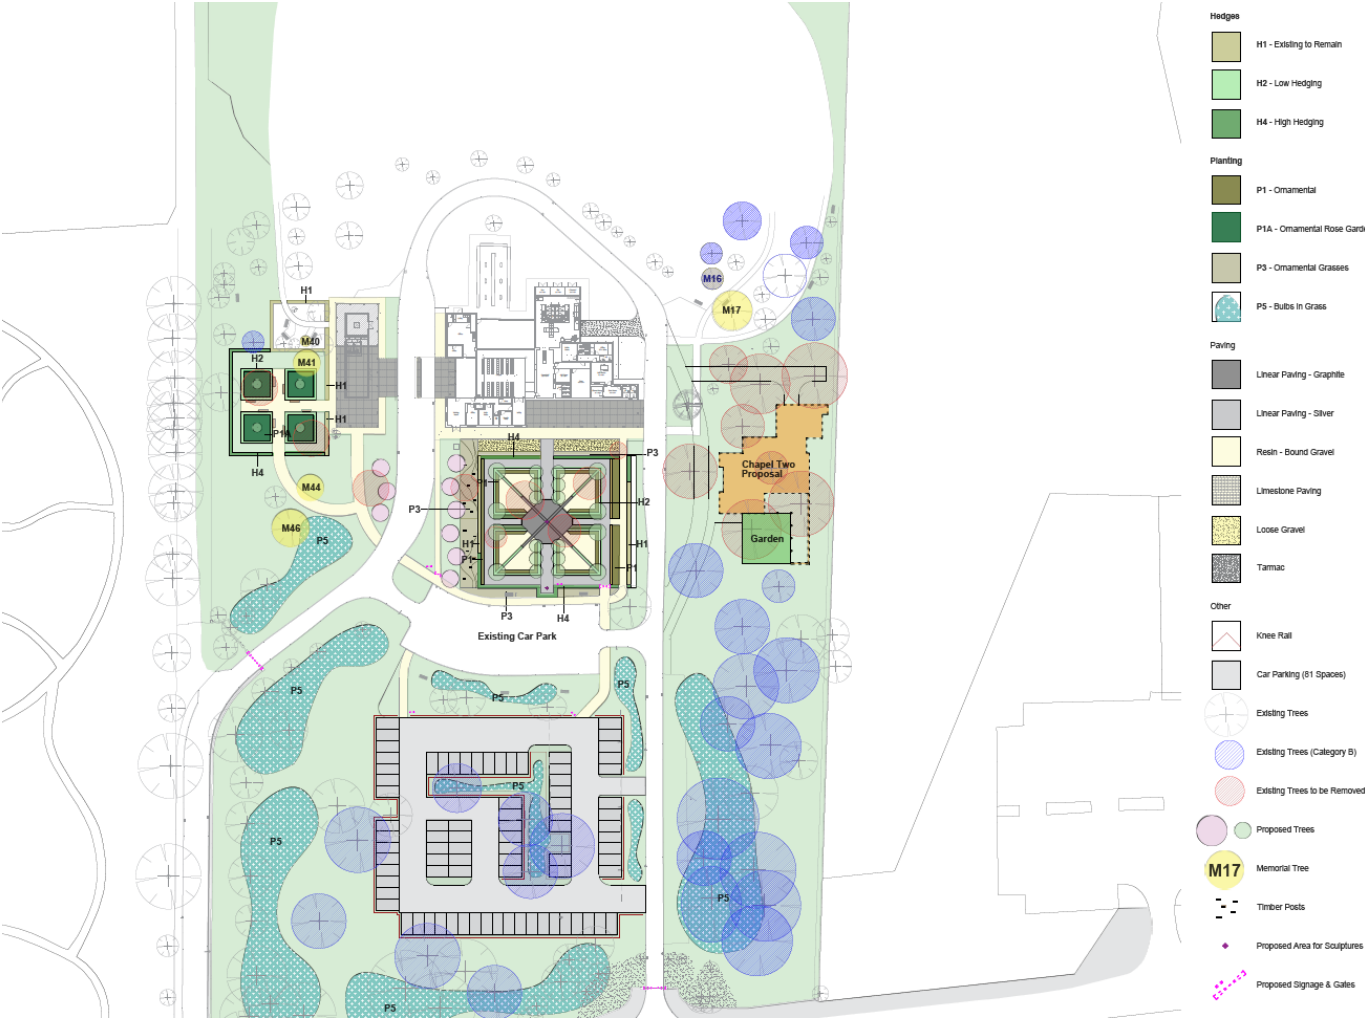 Hedges
H1 - Existing to Remain
H2 - Low Hedging
H4 - High Hedging
Planting
P1 - Ornamental
P1A - Ornamental Rose Garde
P3 - Ornamental Grasses
P5 - Bulbs in Grass
Paving
Linear Paving - Graphite
Linear Paving - Silver
Resin - Bound Gravel
Limestone Paving
Loose Gravel
Tarmac
Other
Knee Rail
Car Parking (81 Spaces)
Existing Trees
Existing Trees (Category B)
Existing Trees to be Removed
Proposed Trees
M17
Memorial Tree
Timber Posts
Proposed Area for Sculptures
Proposed Signage & Gates
M16
M17
H1
M40
H2
M41
H1
H1
P1A
H4
M44
M46
P5
H4
P3
P1
H2
P3
H1
H1
P1
P1
P3
H4
Chapel Two
Proposal
Garden
Existing Car Park
P5
P5
P5
P5
P5
P5
P5